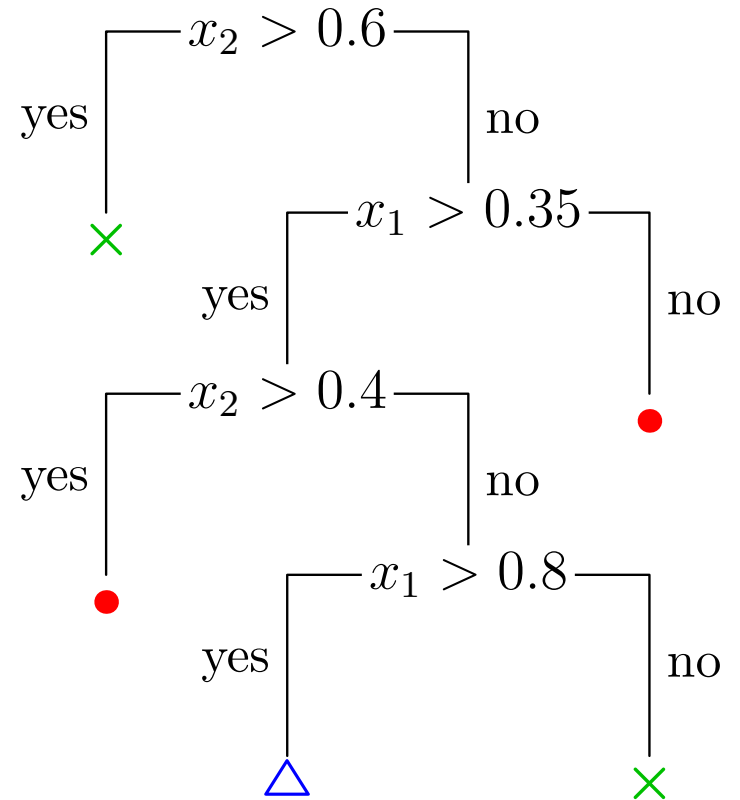 x₂ > 0.6
yes
no
x₁ > 0.35
yes
no
x₂ > 0.4
yes
no
x₁ > 0.8
yes
no